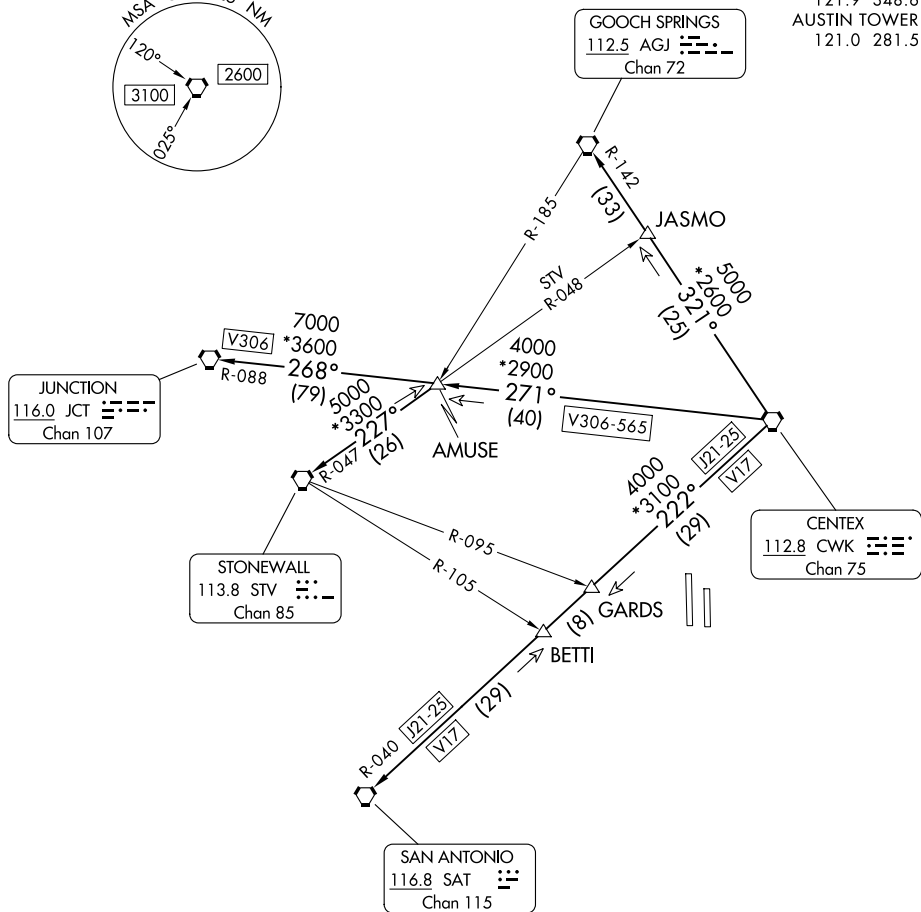 MSA
NM
120°
2600
3100
025°
GOOCH SPRINGS
112.5 AGJ
Chan 72
AUSTIN TOWER
121.0 281.5
R-142
(33)
JASMO
R-185
STV
R-048
5000
*2600
321°
(25)
7000
*3600
V306
268°
R-088
(79)
4000
*2900
271°
(40)
V306-565
JUNCTION
116.0 JCT
Chan 107
5000
*3300
227°
R-047
(26)
AMUSE
J21-25
V17
4000
*3100
222°
(29)
CENTEX
112.8 CWK
Chan 75
R-095
R-105
STONEWALL
113.8 STV
Chan 85
GARDS
(8)
BETTI
(29)
J21-25
V17
R-040
SAN ANTONIO
116.8 SAT
Chan 115